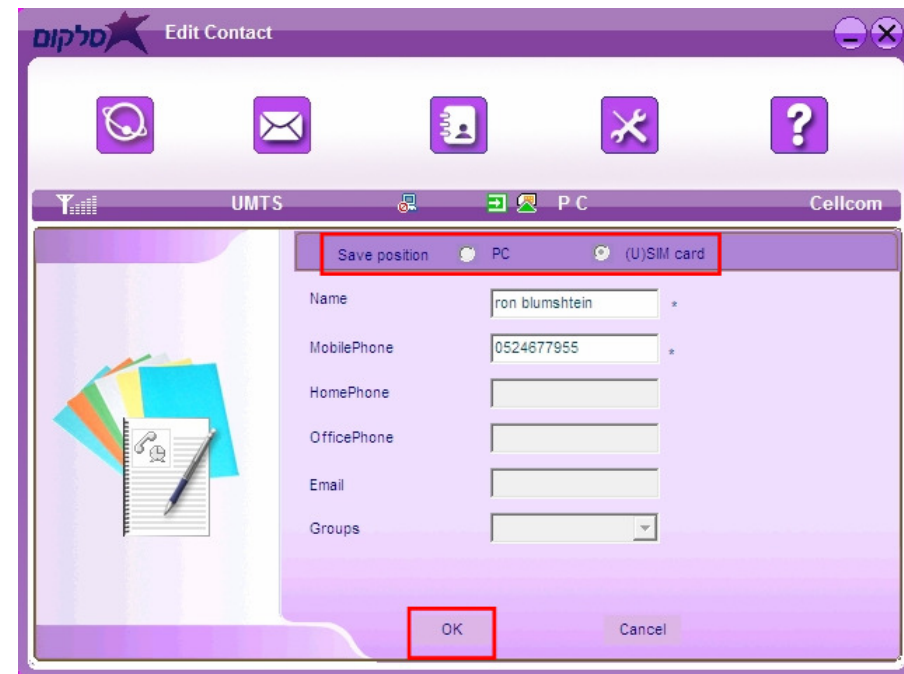 סלקום Edit Contact
UMTS PC Cellcom
Save position PC (U)SIM card
Name ron blumshtein *
MobilePhone 0524677955 *
HomePhone
OfficePhone
Email
Groups
OK Cancel